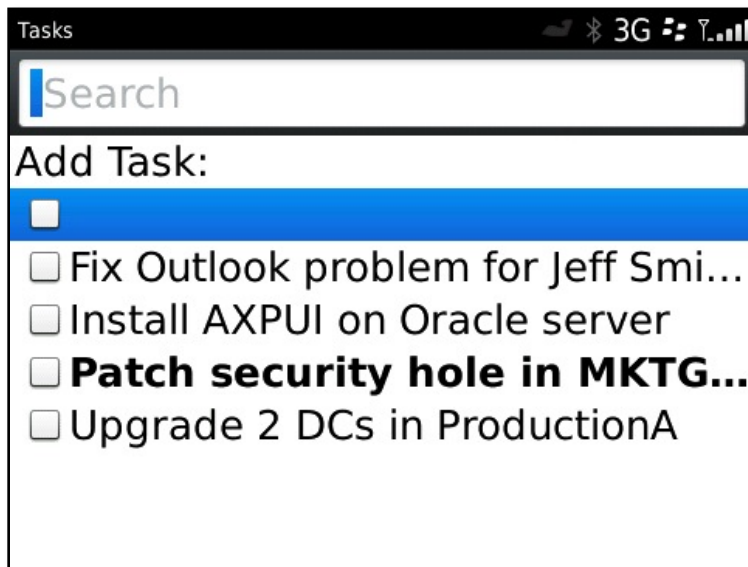 Tasks 3G
Search
Add Task:
Fix Outlook problem for Jeff Smi...
Install AXPUI on Oracle server
Patch security hole in MKTG...
Upgrade 2 DCs in ProductionA